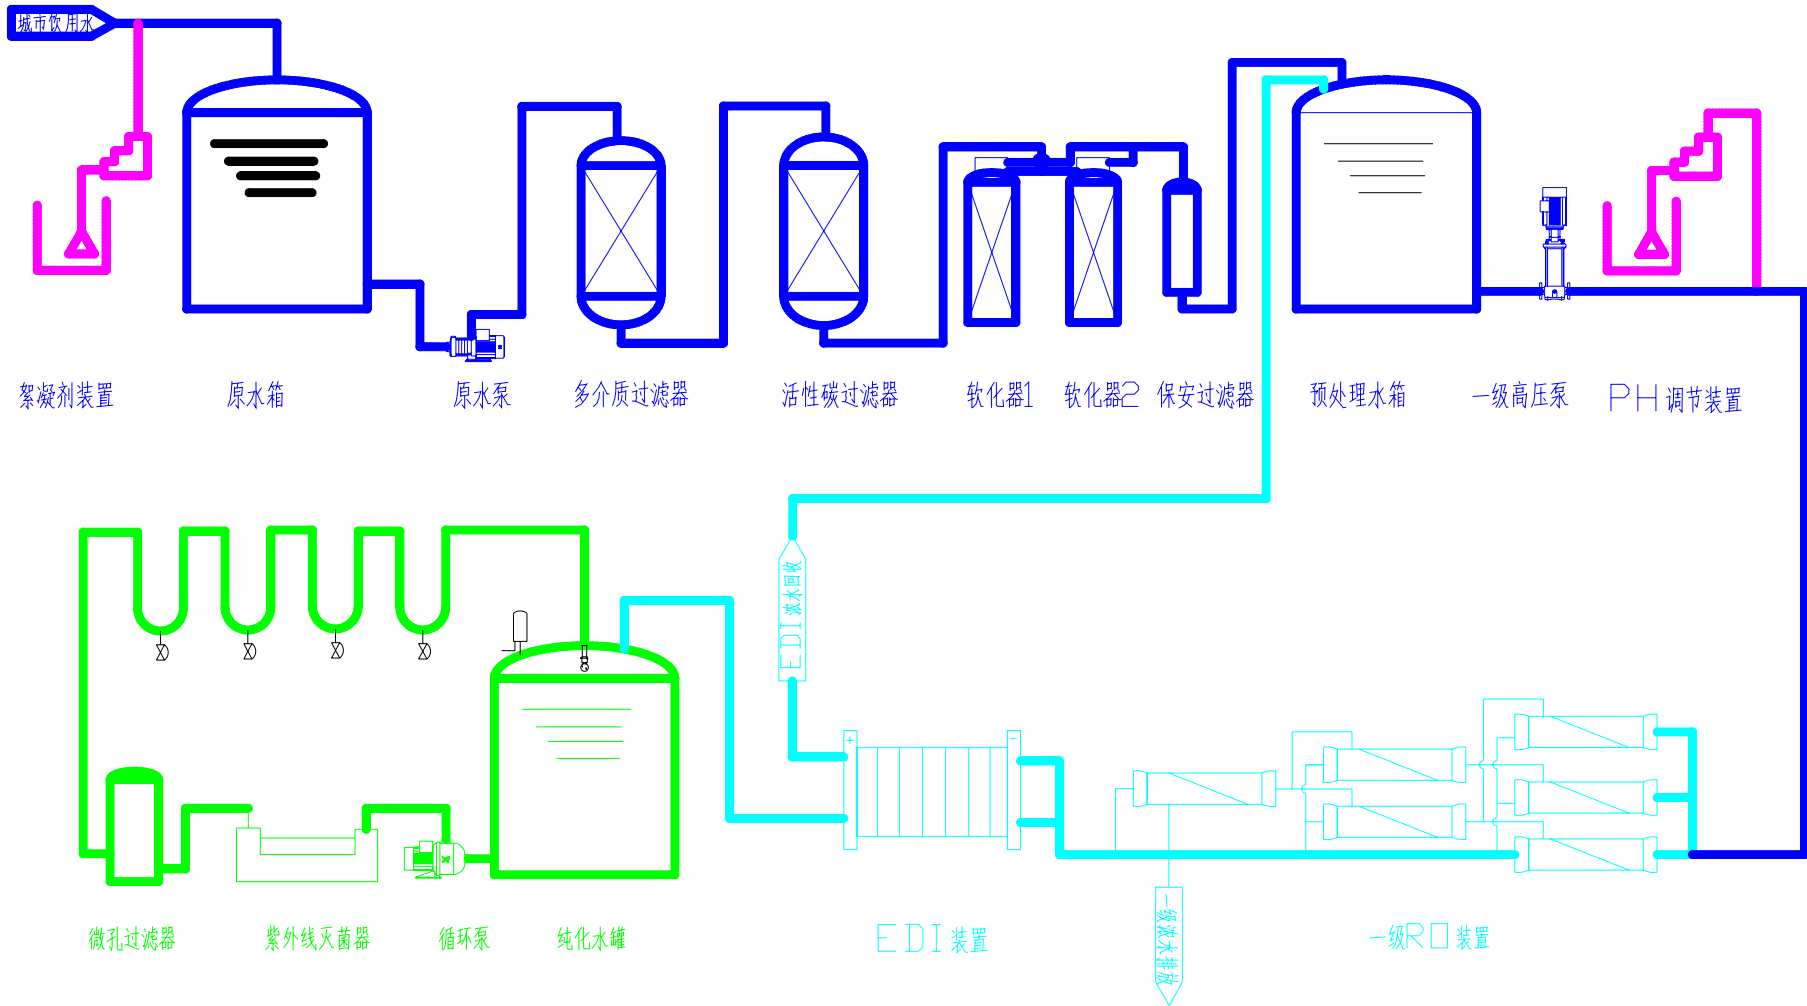 城市饮用水
絮凝剂装置
原水箱
原水泵
多介质过滤器
活性碳过滤器
软化器1
软化器2
保安过滤器
预处理水箱
一级高压泵
PH调节装置
EDI浓水回收
+
−
微孔过滤器
紫外线灭菌器
循环泵
纯化水罐
EDI装置
一级浓水排放
一级RO装置